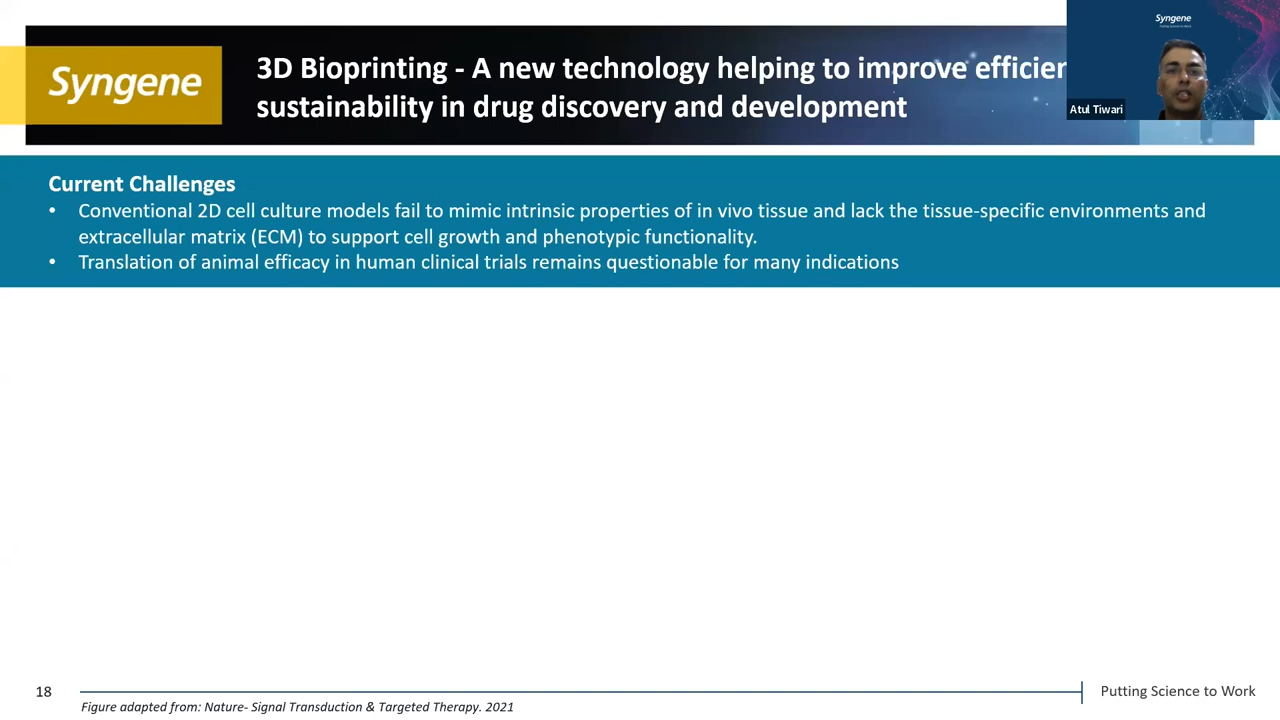 Syngene
3D Bioprinting - A new technology helping to improve
sustainability in drug discovery and development
Syngene
Atul Tiwari
Current Challenges
• Conventional 2D cell culture models fail to mimic intrinsic properties of in vivo tissue and lack the tissue-specific environments and
extracellular matrix (ECM) to support cell growth and phenotypic functionality.
• Translation of animal efficacy in human clinical trials remains questionable for many indications
18
Putting Science to Work
Figure adapted from: Nature- Signal Transduction & Targeted Therapy. 2021